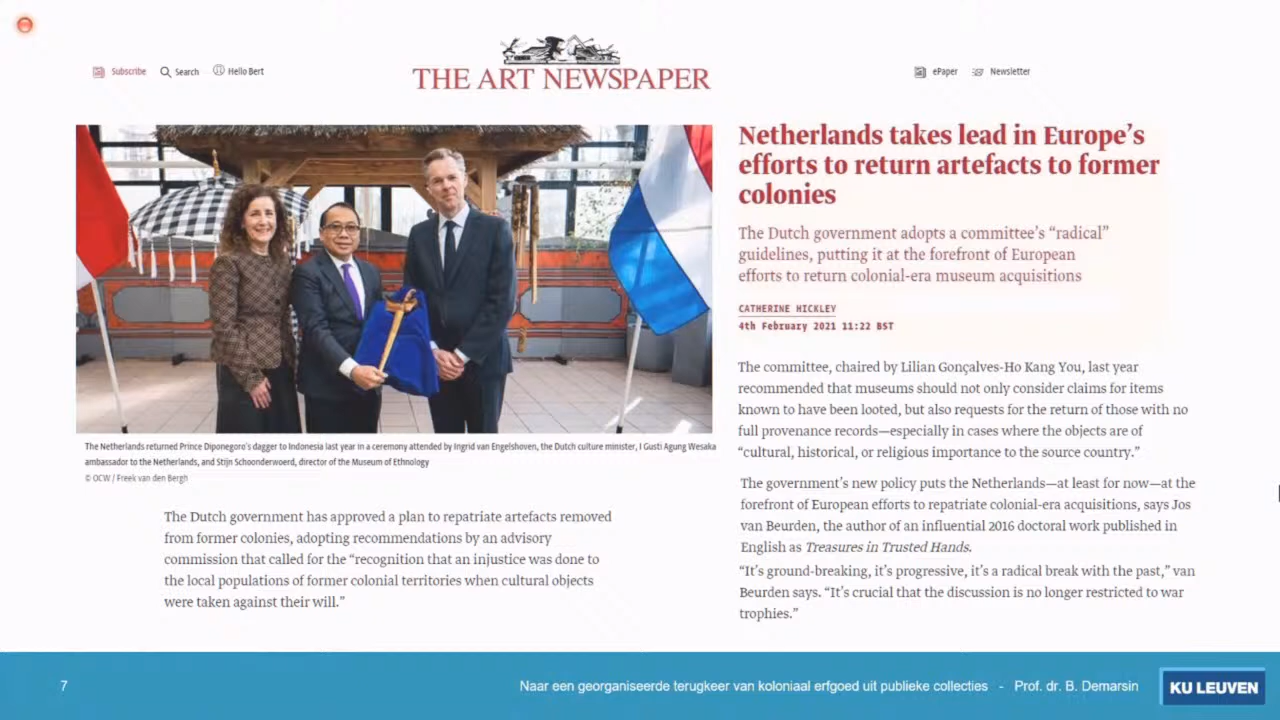 Subscribe
Search
Hello Bert
THE ART NEWSPAPER
ePaper
Newsletter
Netherlands takes lead in Europe's
efforts to return artefacts to former
colonies
The Dutch government adopts a committee's “radical”
guidelines, putting it at the forefront of European
efforts to return colonial-era museum acquisitions
CATHERINE HICKLEY
4th February 2021 11:22 BST
The Netherlands returned Prince Diponegoro's dagger to Indonesia last year in a ceremony attended by Ingrid van Engelshoven, the Dutch culture minister, I Gusti Agung Wesaka
ambassador to the Netherlands, and Stijn Schoonderwoerd, director of the Museum of Ethnology
© OCW / Freek van den Bergh
The Dutch government has approved a plan to repatriate artefacts removed
from former colonies, adopting recommendations by an advisory
commission that called for the “recognition that an injustice was done to
the local populations of former colonial territories when cultural objects
were taken against their will.”
The committee, chaired by Lilian Gonçalves-Ho Kang You, last year
recommended that museums should not only consider claims for items
known to have been looted, but also requests for the return of those with no
full provenance records—especially in cases where the objects are of
“cultural, historical, or religious importance to the source country.”
The government's new policy puts the Netherlands—at least for now—at the
forefront of European efforts to repatriate colonial-era acquisitions, says Jos
van Beurden, the author of an influential 2016 doctoral work published in
English as Treasures in Trusted Hands.
“It's ground-breaking, it's progressive, it's a radical break with the past,” van
Beurden says. “It's crucial that the discussion is no longer restricted to war
trophies.”
7
Naar een georganiseerde terugkeer van koloniaal erfgoed uit publieke collecties - Prof. dr. B. Demarsin
KU LEUVEN